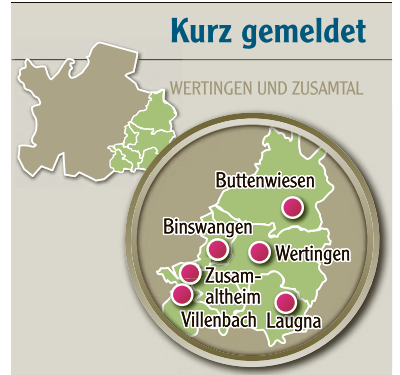 Kurz gemeldet
WERTINGEN UND ZUSAMTAL
Buttenwiesen
Binswangen
Wertingen
Zusam-
altheim
Villenbach
Laugna